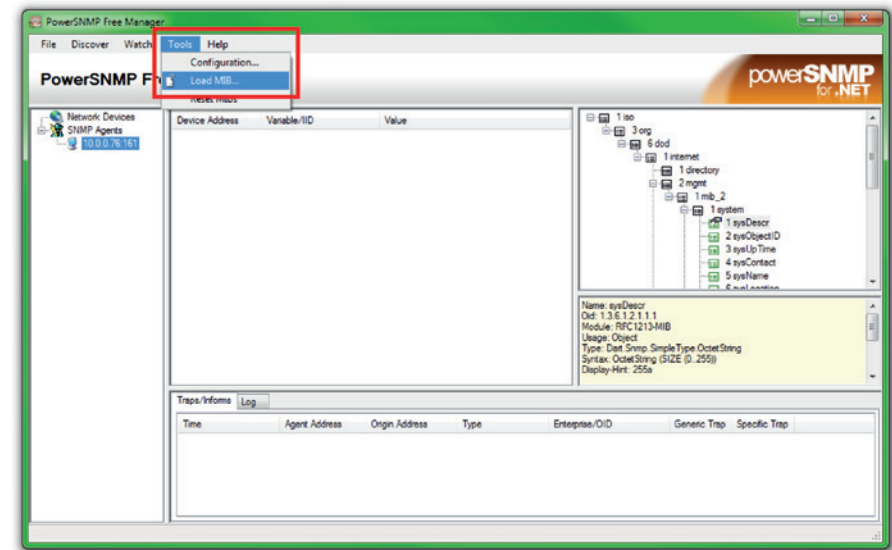 PowerSNMP Free Manager
File Discover Watch Tools Help
Configuration...
Load MIB...
Reset MIBs
PowerSNMP Fr
powerSNMP
for .NET
Network Devices
SNMP Agents
10.0.0.76:161
Device Address Variable/IID Value
1 iso
3 org
6 dod
1 internet
1 directory
2 mgmt
1 mib_2
1 system
1 sysDescr
2 sysObjectID
3 sysUpTime
4 sysContact
5 sysName
6 sysLocation
Name: sysDescr
Oid: 1.3.6.1.2.1.1.1
Module: RFC1213-MIB
Usage: Object
Type: Dart.Snmp.SimpleType.OctetString
Syntax: OctetString (SIZE (0..255))
Display-Hint: 255a
Traps/Informs Log
Time Agent Address Origin Address Type Enterprise/OID Generic Trap Specific Trap